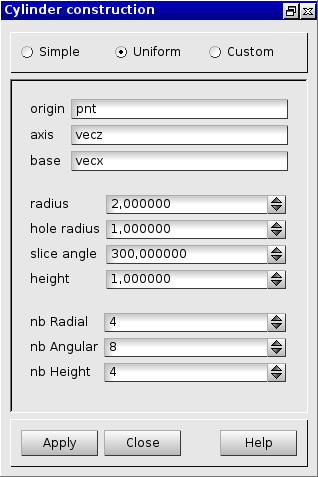 Cylinder construction
Simple Uniform Custom
origin pnt
axis vecz
base vecx
radius 2,000000
hole radius 1,000000
slice angle 300,000000
height 1,000000
nb Radial 4
nb Angular 8
nb Height 4
Apply Close Help